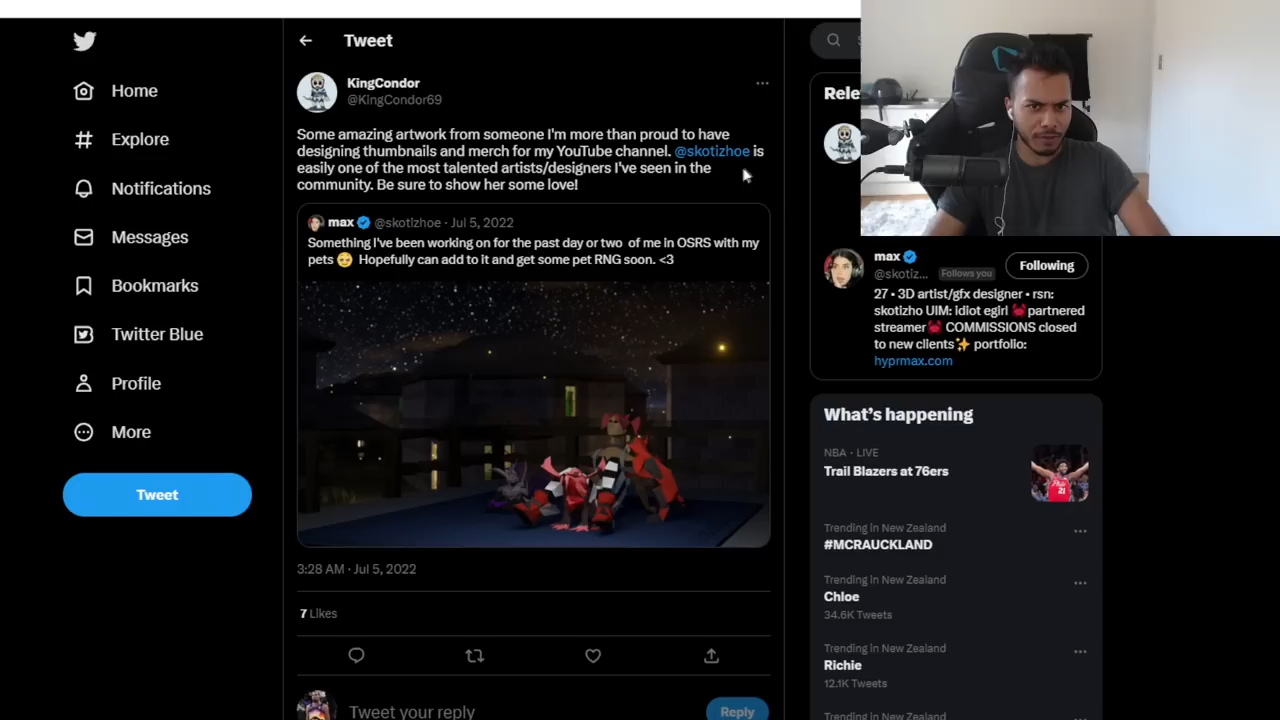 Home
Explore
Notifications
Messages
Bookmarks
Twitter Blue
Profile
More
Tweet
Tweet
KingCondor
@KingCondor69
Some amazing artwork from someone I'm more than proud to have
designing thumbnails and merch for my YouTube channel. @skotizhoe is
easily one of the most talented artists/designers I've seen in the
community. Be sure to show her some love!
max @skotizhoe · Jul 5, 2022
Something I've been working on for the past day or two of me in OSRS with my
pets 😏 Hopefully can add to it and get some pet RNG soon. <3
3:28 AM · Jul 5, 2022
7 Likes
Tweet your reply
Reply
max
@skotiz... Follows you
Following
27 • 3D artist/gfx designer • rsn:
skotizho UIM: idiot egirl 🦀partnered
streamer🦀 COMMISSIONS closed
to new clients✨ portfolio:
hyprmax.com
What's happening
NBA · LIVE
Trail Blazers at 76ers
Trending in New Zealand
#MCRAUCKLAND
Trending in New Zealand
Chloe
34.6K Tweets
Trending in New Zealand
Richie
12.1K Tweets